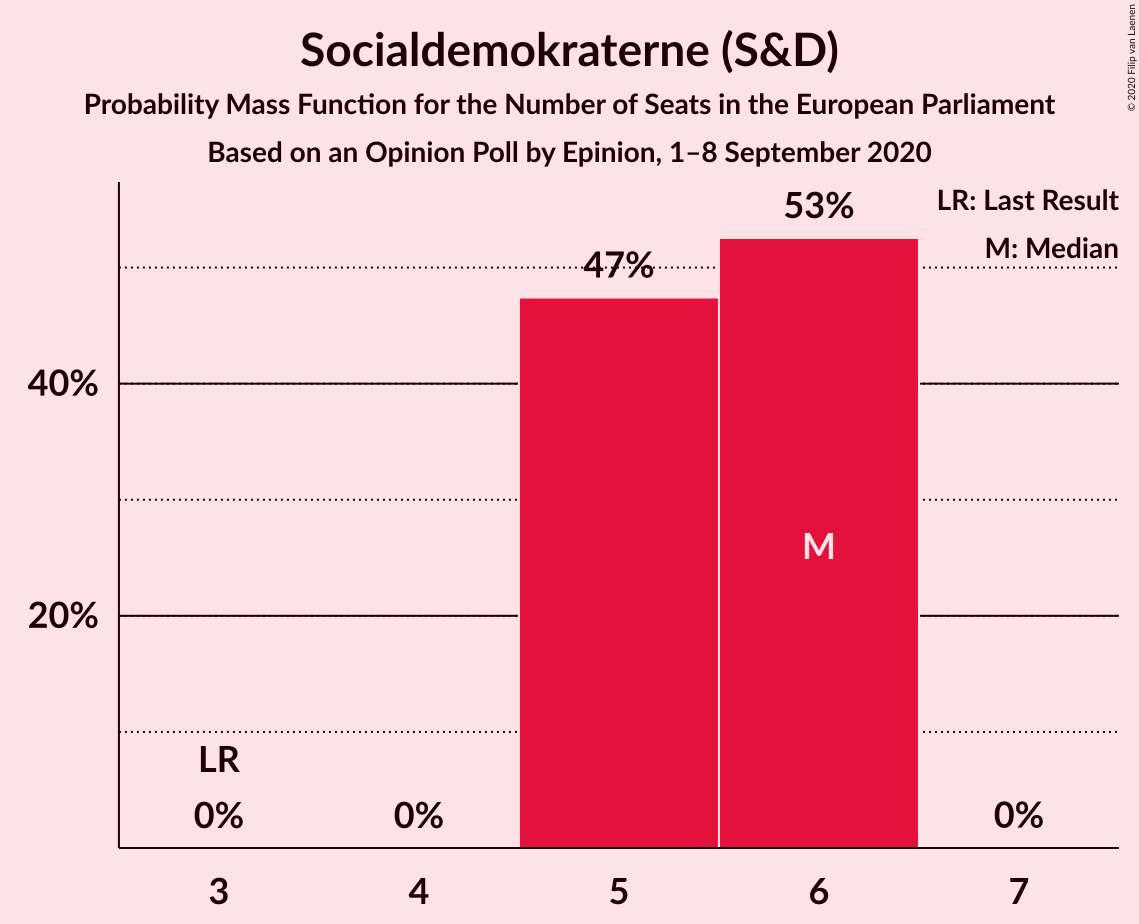 Socialdemokraterne (S&D)
Probability Mass Function for the Number of Seats in the European Parliament
Based on an Opinion Poll by Epinion, 1–8 September 2020
© 2020 Filip van Laenen
LR: Last Result
M: Median
53%
47%
40%
20%
M
LR
0%
0%
0%
3
4
5
6
7